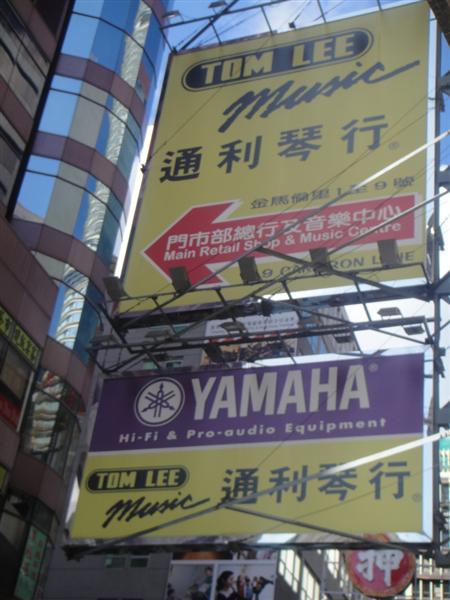 TOM LEE
Music
通利琴行®
金馬倫里1至9號
門市部總行及音樂中心
Main Retail Shop & Music Centre
9 CAMERON LANE
YAMAHA®
Hi-Fi & Pro-audio Equipment
TOM LEE
Music
通利琴行®
押